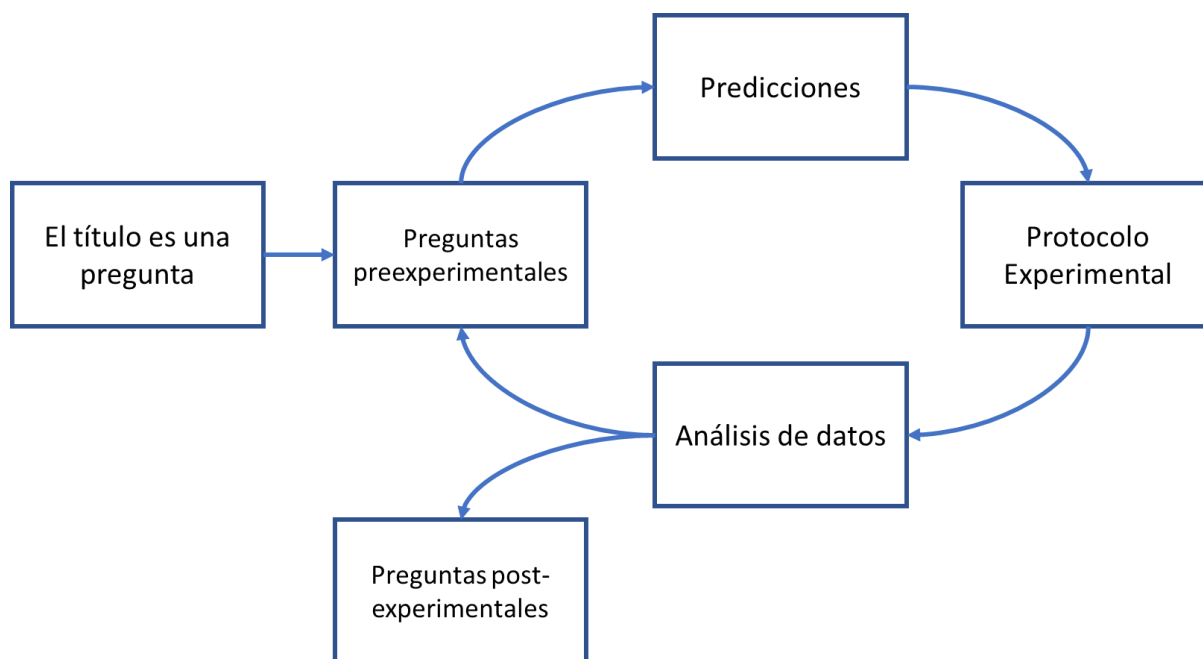 Predicciones
El título es una
pregunta
Preguntas
preexperimentales
Protocolo
Experimental
Análisis de datos
Preguntas post-
experimentales